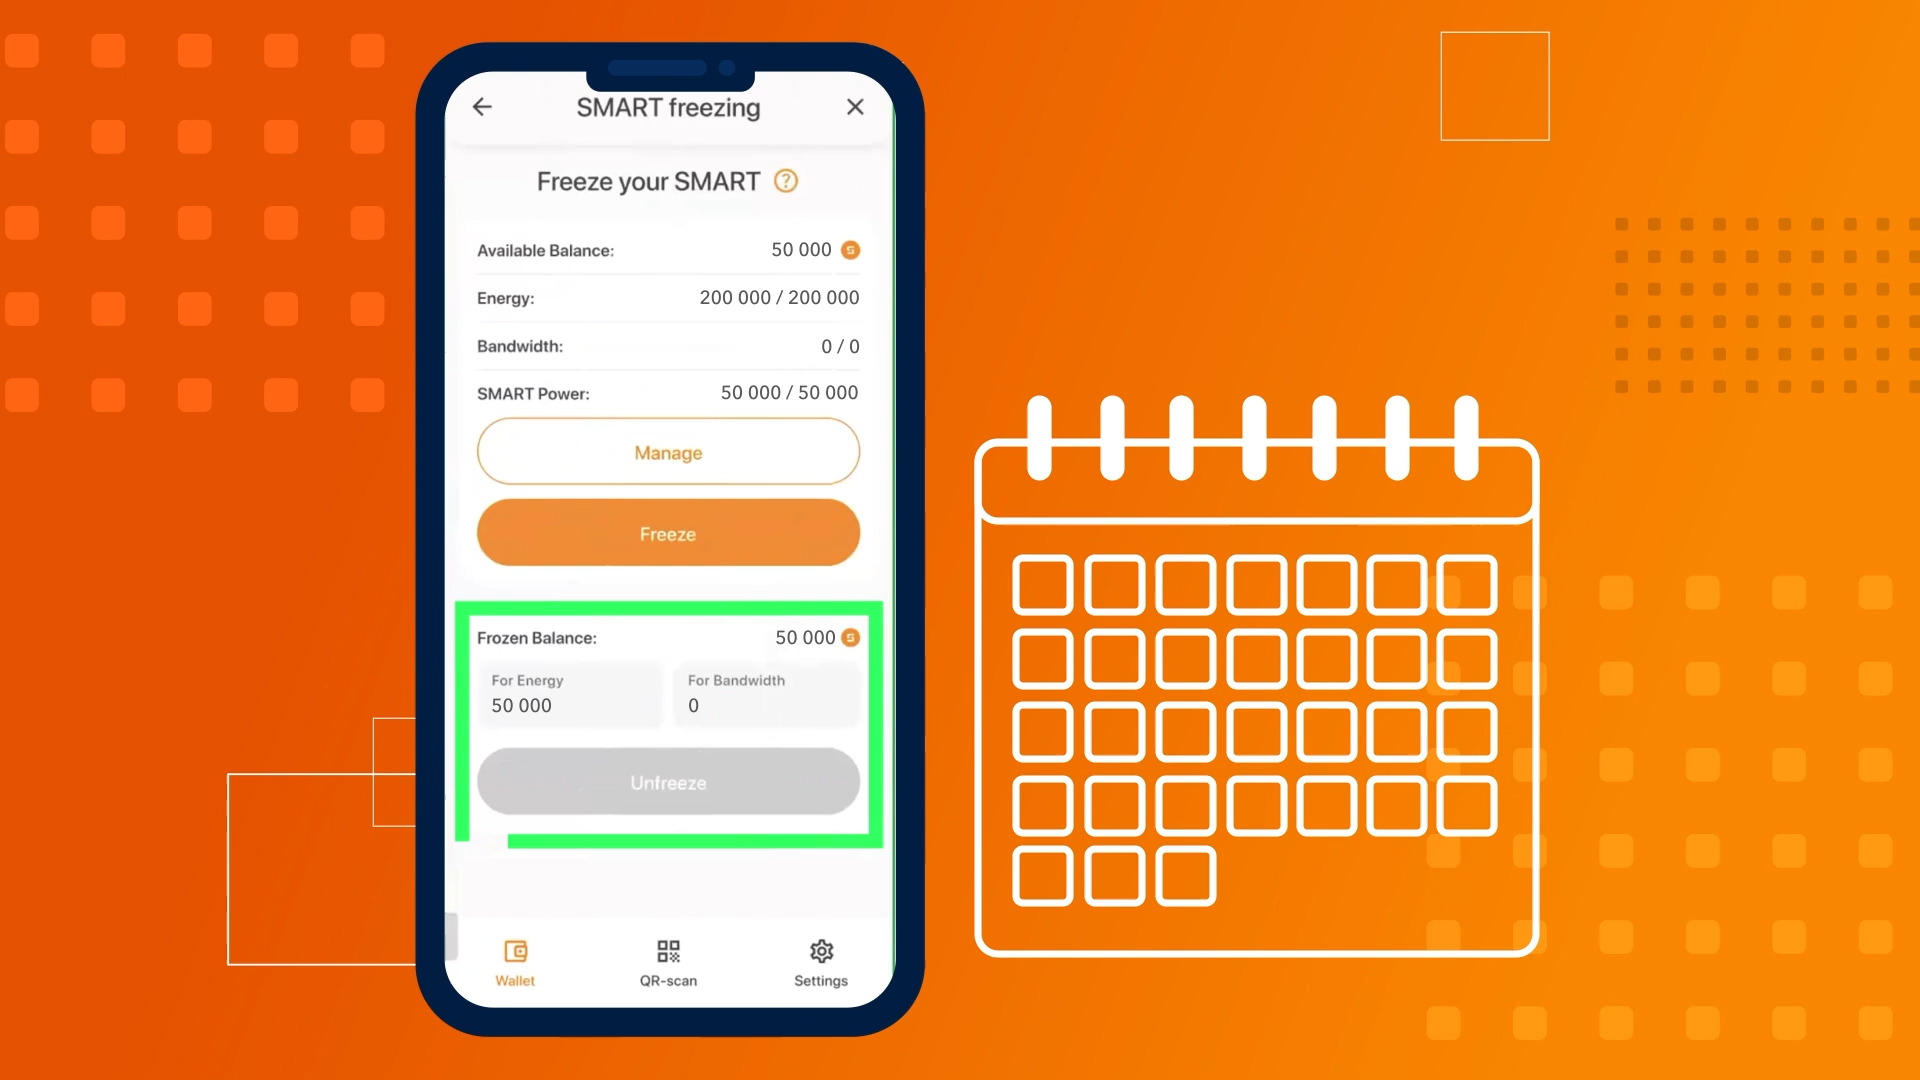 SMART freezing
Freeze your SMART ?
Available Balance: 50 000 S
Energy: 200 000 / 200 000
Bandwidth: 0 / 0
SMART Power: 50 000 / 50 000
Manage
Freeze
Frozen Balance: 50 000 S
For Energy For Bandwidth
50 000 0
Unfreeze
Wallet QR-scan Settings